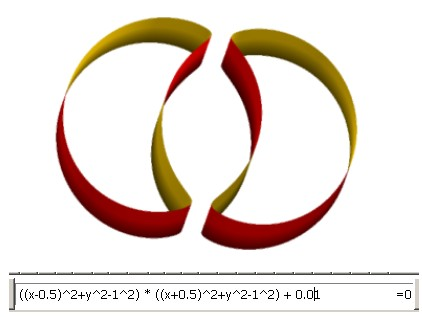 ((x-0.5)^2+y^2-1^2) * ((x+0.5)^2+y^2-1^2) + 0.01 =0